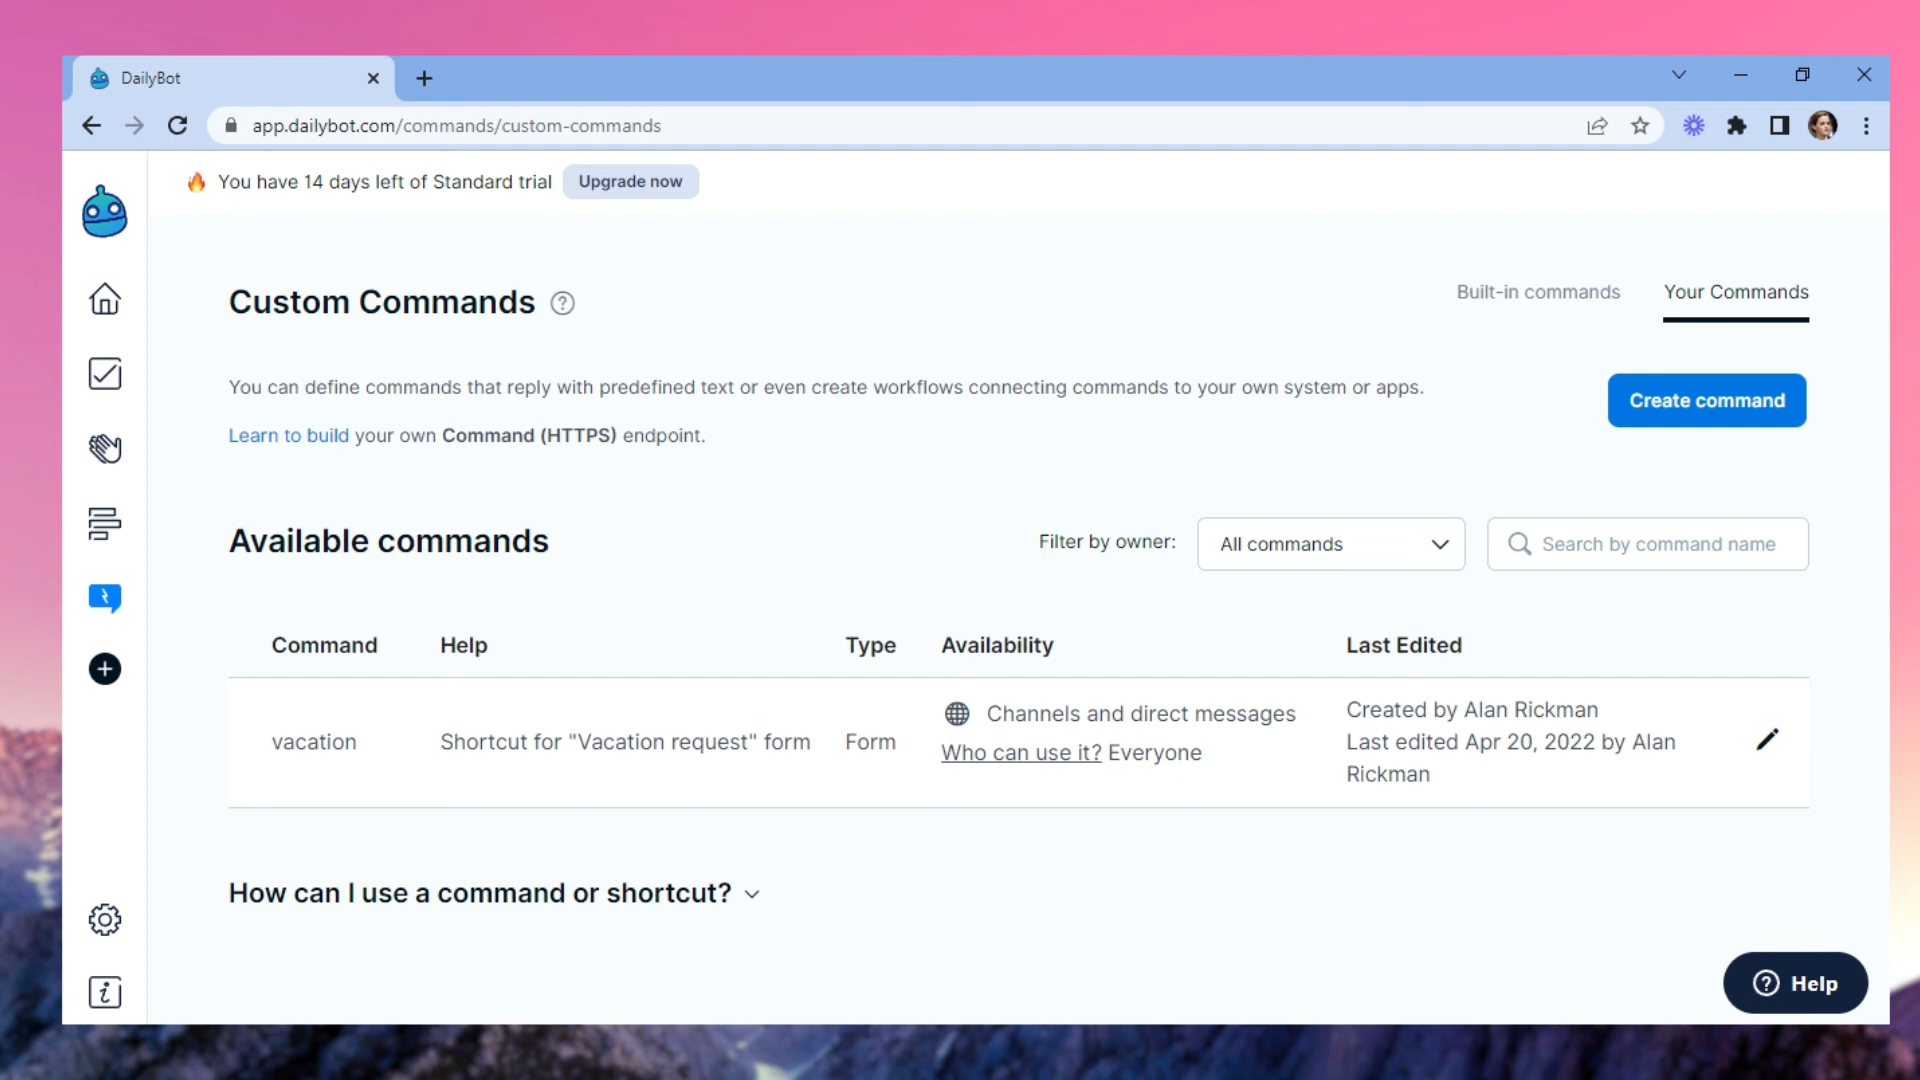 DailyBot
app.dailybot.com/commands/custom-commands
You have 14 days left of Standard trial
Upgrade now
Custom Commands
Built-in commands
Your Commands
You can define commands that reply with predefined text or even create workflows connecting commands to your own system or apps.
Create command
Learn to build your own Command (HTTPS) endpoint.
Available commands
Filter by owner:
All commands
Search by command name
Command
Help
Type
Availability
Last Edited
vacation
Shortcut for "Vacation request" form
Form
Channels and direct messages
Who can use it? Everyone
Created by Alan Rickman
Last edited Apr 20, 2022 by Alan
Rickman
How can I use a command or shortcut?
Help